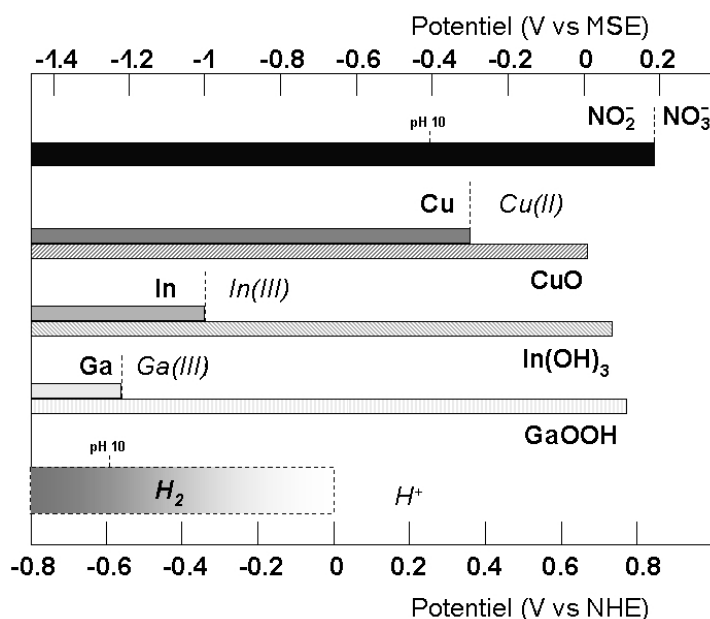 Potentiel (V vs MSE)
-1.4 -1.2 -1 -0.8 -0.6 -0.4 -0.2 0 0.2
pH 10 NO₂⁻ NO₃⁻
Cu Cu(II)
CuO
In In(III)
In(OH)₃
Ga Ga(III)
GaOOH
pH 10
H₂ H⁺
-0.8 -0.6 -0.4 -0.2 0 0.2 0.4 0.6 0.8
Potentiel (V vs NHE)